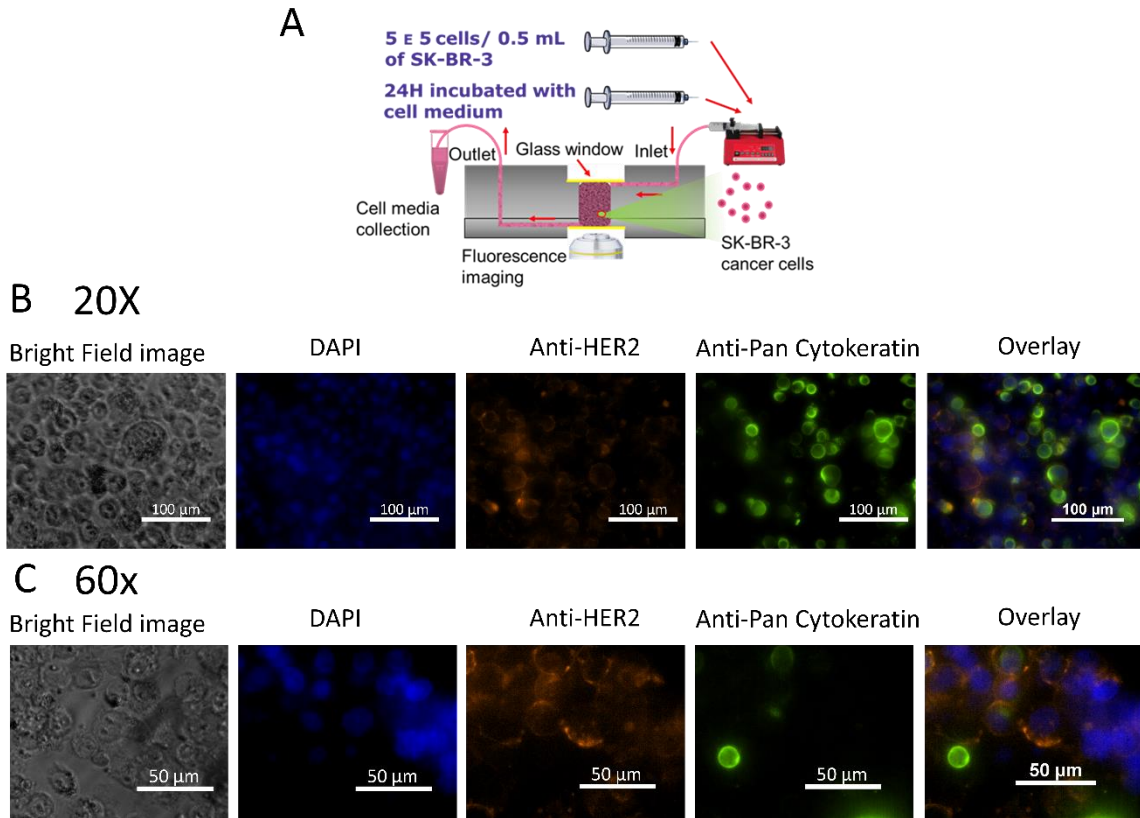 A
5 E 5 cells/ 0.5 mL
of SK-BR-3
24H incubated with
cell medium
Outlet
Glass window
Inlet
Cell media
collection
Fluorescence
imaging
SK-BR-3
cancer cells
B 20X
Bright Field image DAPI Anti-HER2 Anti-Pan Cytokeratin Overlay
100 µm 100 µm 100 µm 100 µm 100 µm
C 60x
Bright Field image DAPI Anti-HER2 Anti-Pan Cytokeratin Overlay
50 µm 50 µm 50 µm 50 µm 50 µm